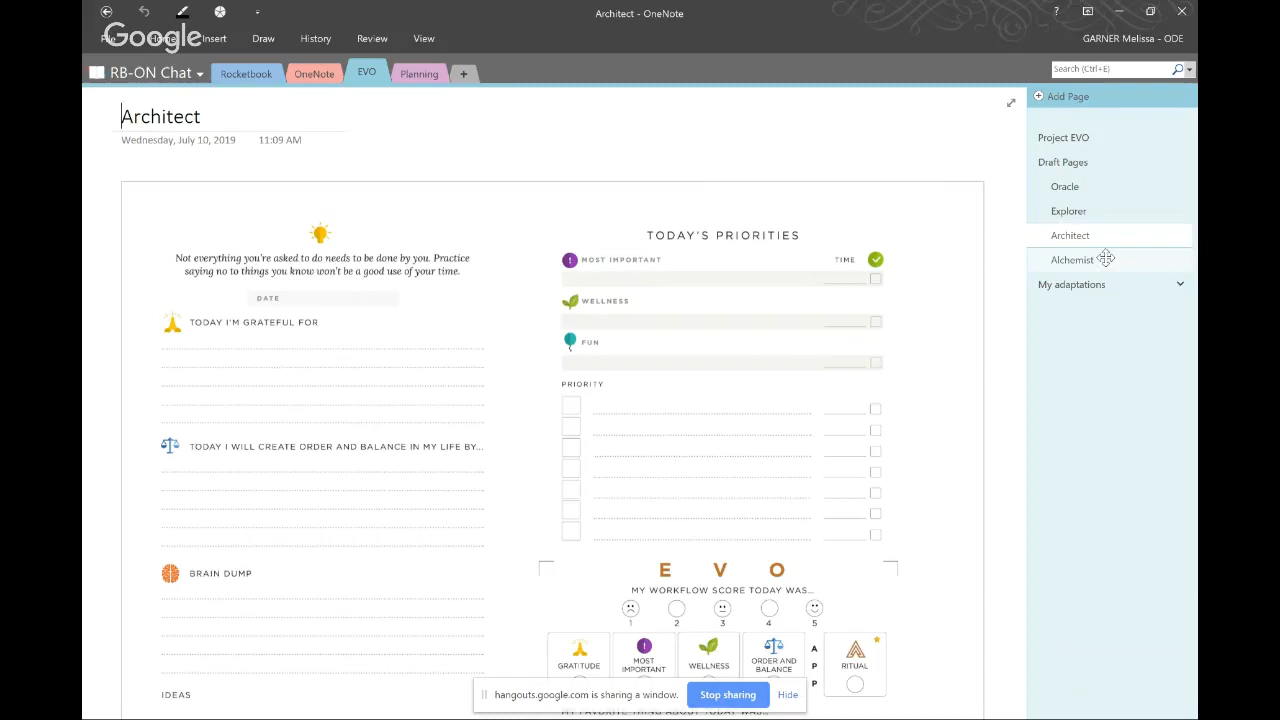 Architect - OneNote
?
Google
File Home Insert Draw History Review View
GARNER Melissa - ODE
RB-ON Chat Rocketbook OneNote EVO Planning +
Search (Ctrl+E)
Add Page
Project EVO
Draft Pages
Oracle
Explorer
Architect
Alchemist
My adaptations
Architect
Wednesday, July 10, 2019 11:09 AM
Not everything you're asked to do needs to be done by you. Practice
saying no to things you know won't be a good use of your time.
DATE
TODAY I'M GRATEFUL FOR
TODAY I WILL CREATE ORDER AND BALANCE IN MY LIFE BY...
BRAIN DUMP
IDEAS
TODAY'S PRIORITIES
! MOST IMPORTANT TIME
WELLNESS
FUN
PRIORITY
E V O
MY WORKFLOW SCORE TODAY WAS...
1 2 3 4 5
GRATITUDE
! MOST
IMPORTANT
WELLNESS
ORDER AND
BALANCE
A
P
P
RITUAL
hangouts.google.com is sharing a window. Stop sharing Hide
MY FAVORITE THING ABOUT TODAY WAS...